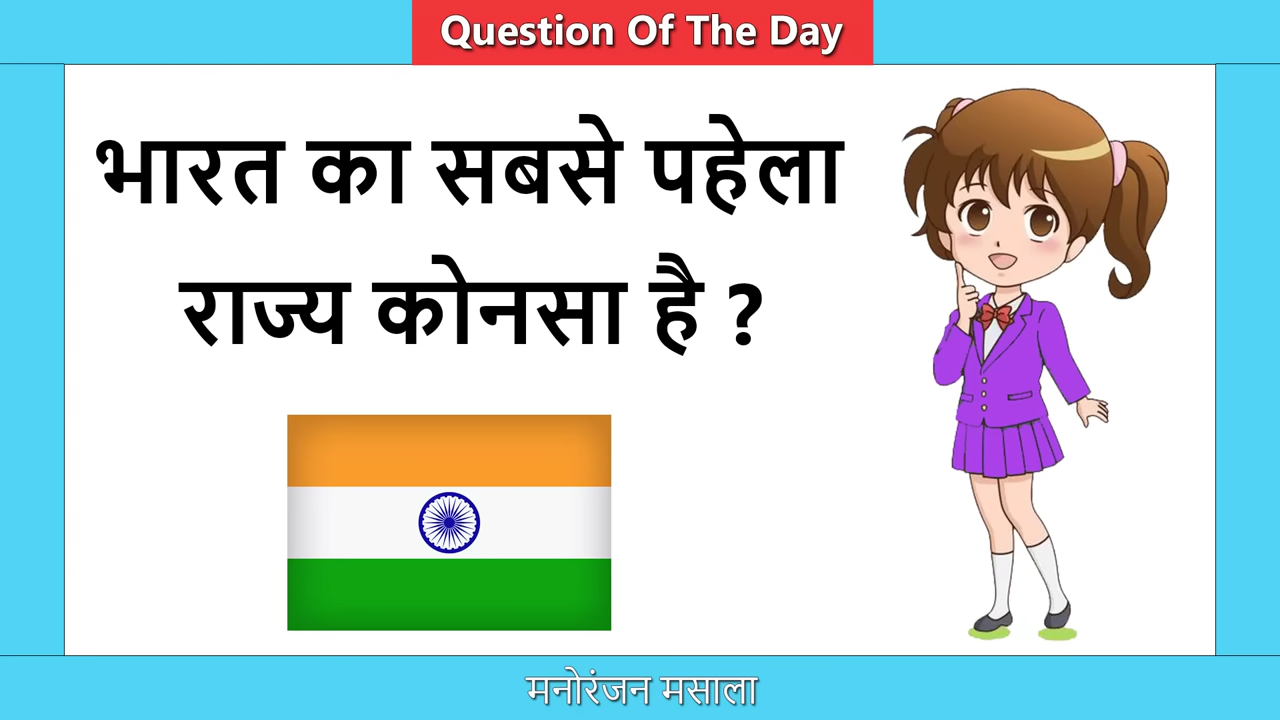 Question Of The Day
भारत का सबसे पहेला
राज्य कोनसा है ?
मनोरंजन मसाला